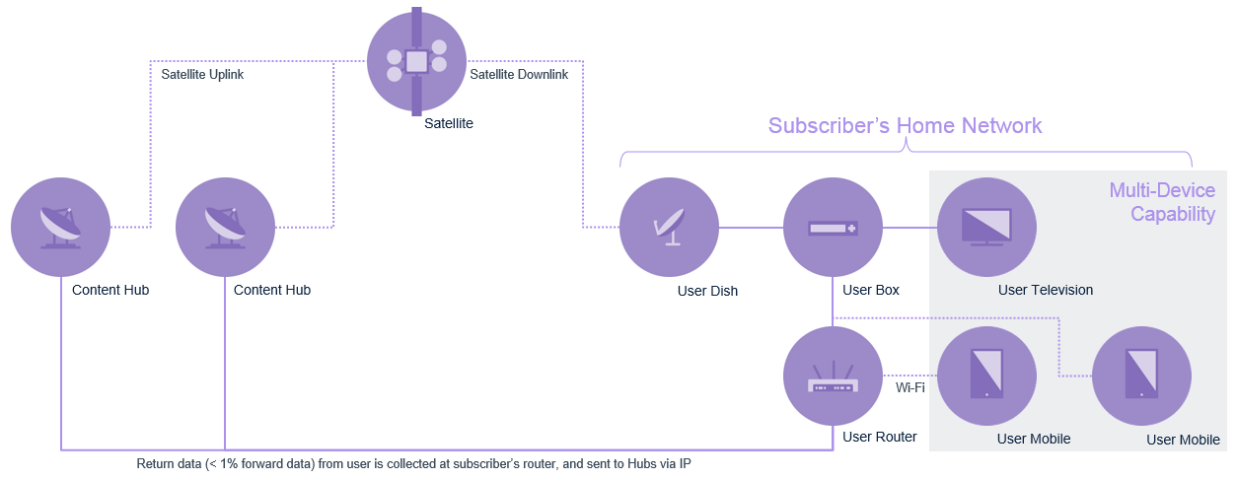 Satellite Uplink
Satellite Downlink
Satellite
Subscriber's Home Network
Multi-Device
Capability
Content Hub
Content Hub
User Dish
User Box
User Television
Wi-Fi
User Router
User Mobile
User Mobile
Return data (< 1% forward data) from user is collected at subscriber's router, and sent to Hubs via IP